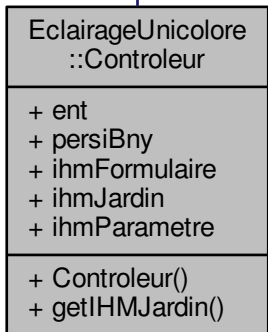 EclairageUnicolore
::Controleur
+ ent
+ persiBny
+ ihmFormulaire
+ ihmJardin
+ ihmParametre
+ Controleur()
+ getIHMJardin()